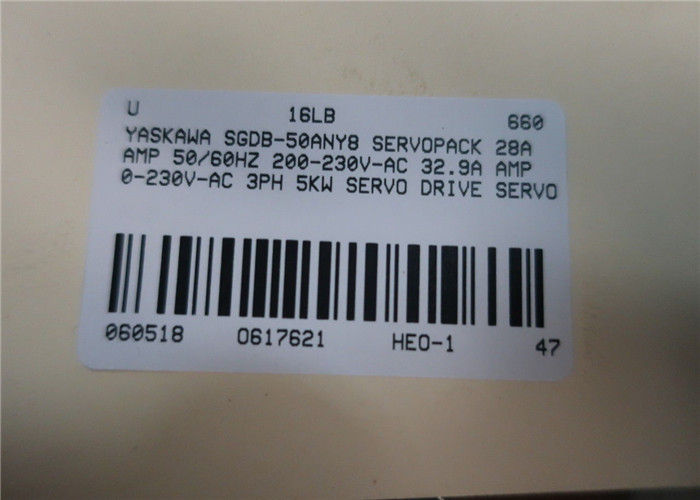 U 16LB 660
YASKAWA SGDB-50ANY8 SERVOPACK 28A
AMP 50/60HZ 200-230V-AC 32.9A AMP
0-230V-AC 3PH 5KW SERVO DRIVE SERVO
060518 0617621 HEO-1 47